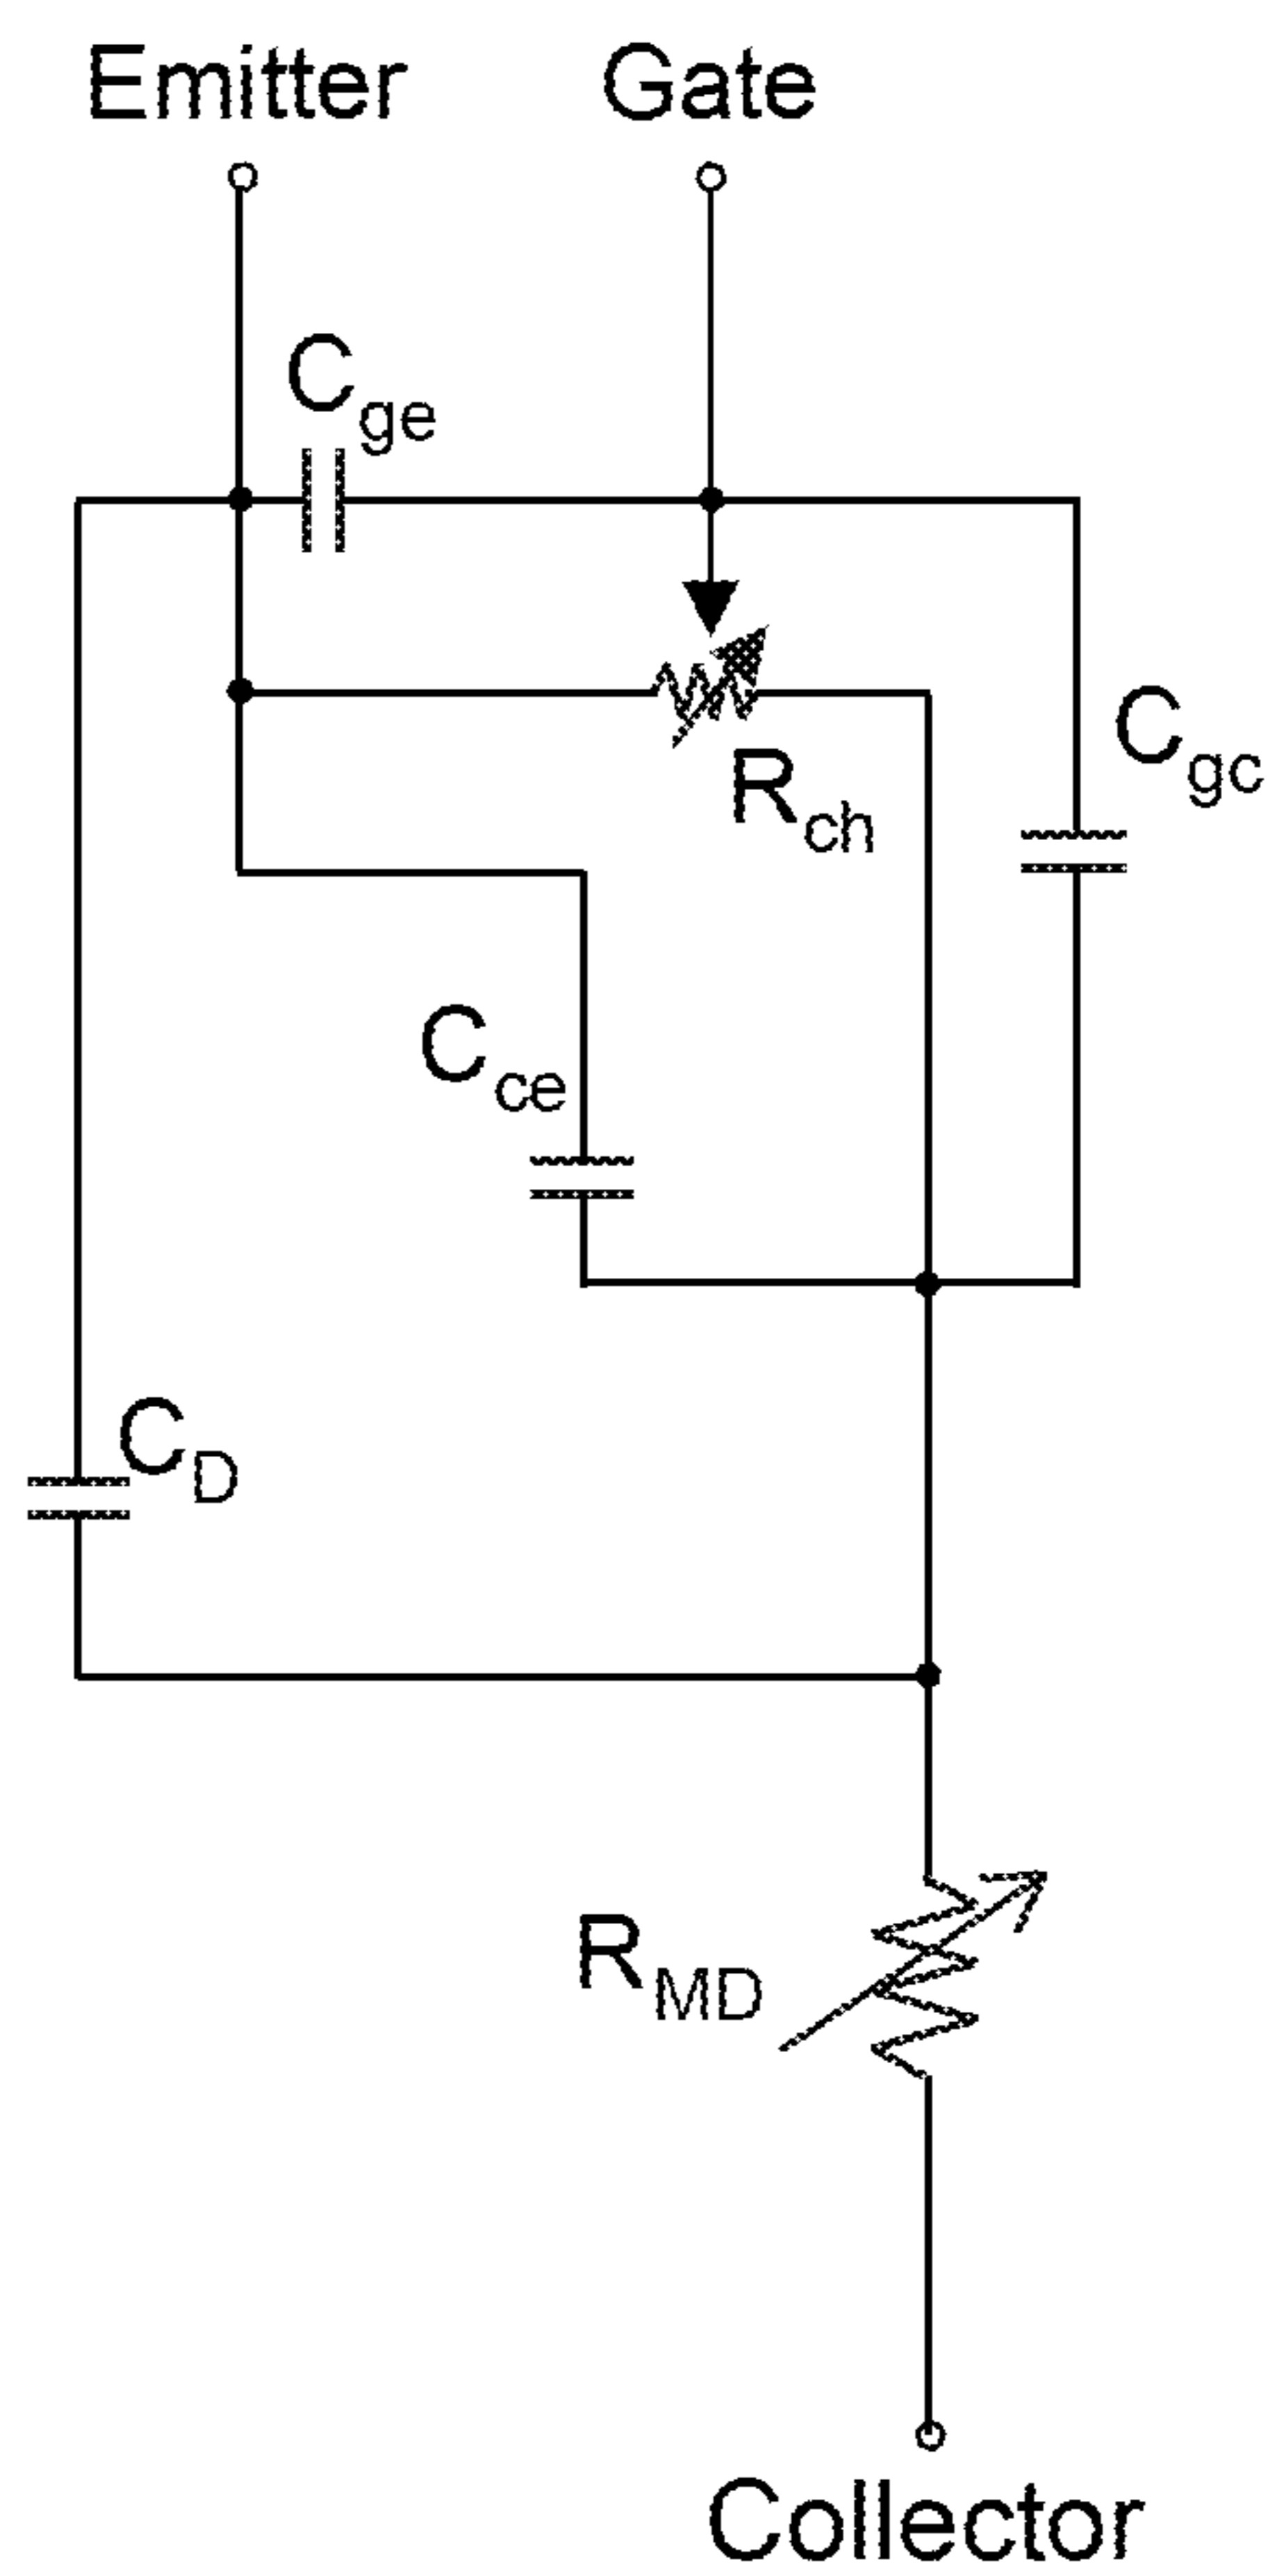 Emitter Gate
Cge
Rch
Cgc
Cce
CD
RMD
Collector